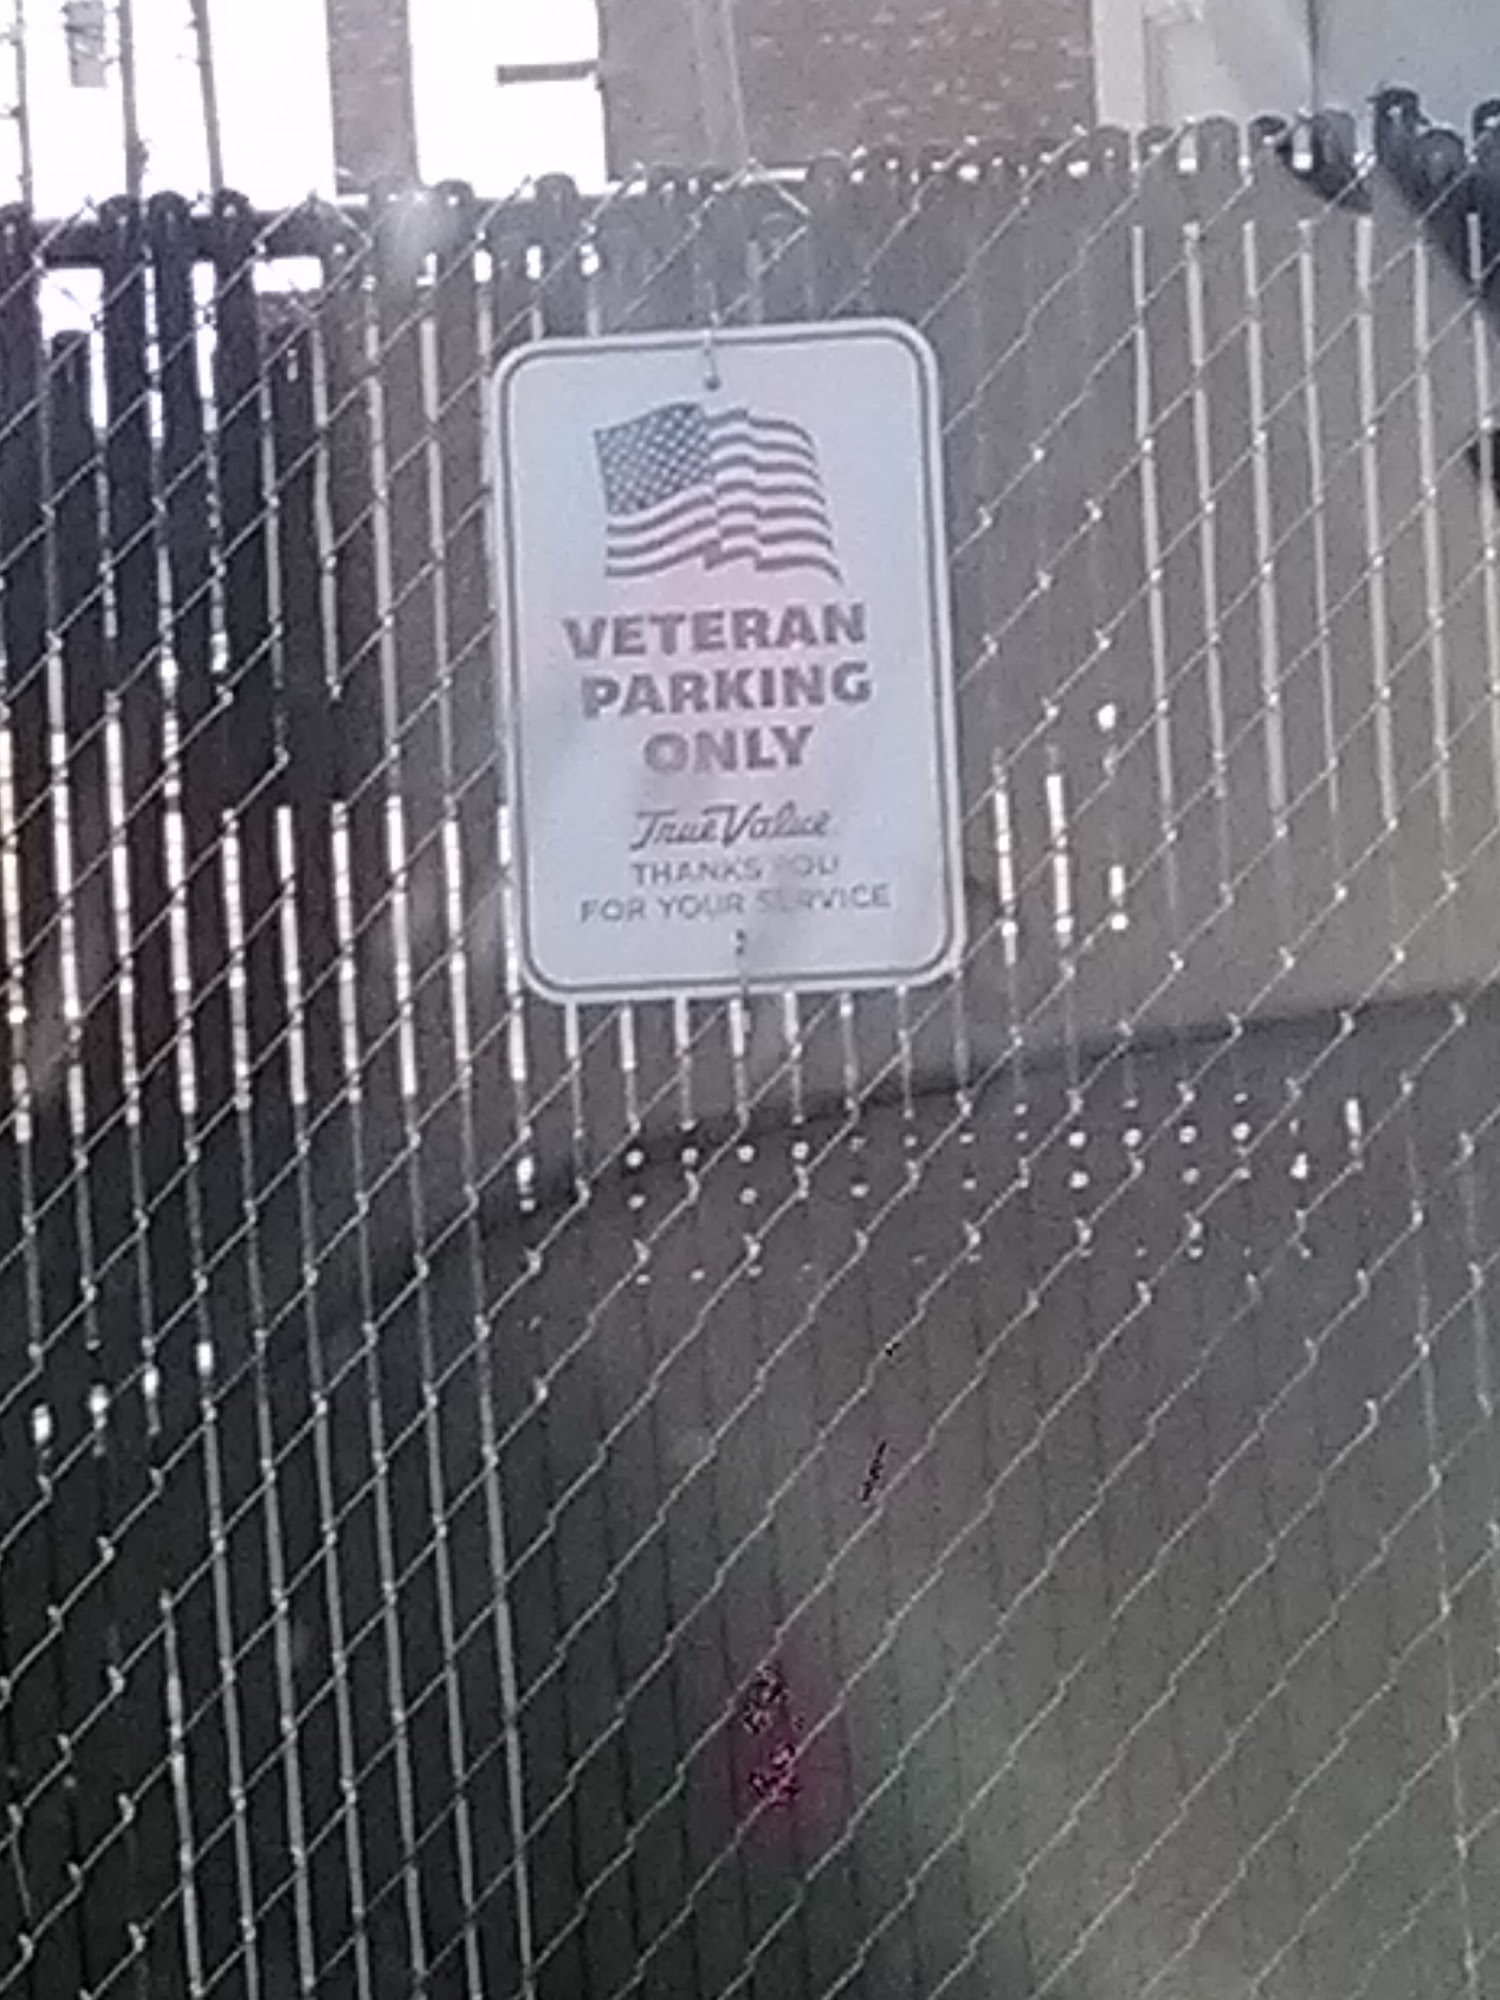 VETERAN
PARKING
ONLY
True Value
THANKS YOU
FOR YOUR SERVICE